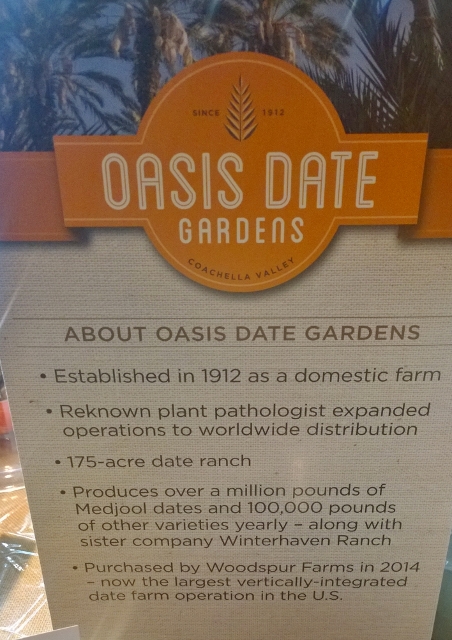 SINCE 1912
OASIS DATE
GARDENS
COACHELLA VALLEY
ABOUT OASIS DATE GARDENS
• Established in 1912 as a domestic farm
• Reknown plant pathologist expanded
operations to worldwide distribution
• 175-acre date ranch
• Produces over a million pounds of
Medjool dates and 100,000 pounds
of other varieties yearly – along with
sister company Winterhaven Ranch
• Purchased by Woodspur Farms in 2014
– now the largest vertically-integrated
date farm operation in the U.S.